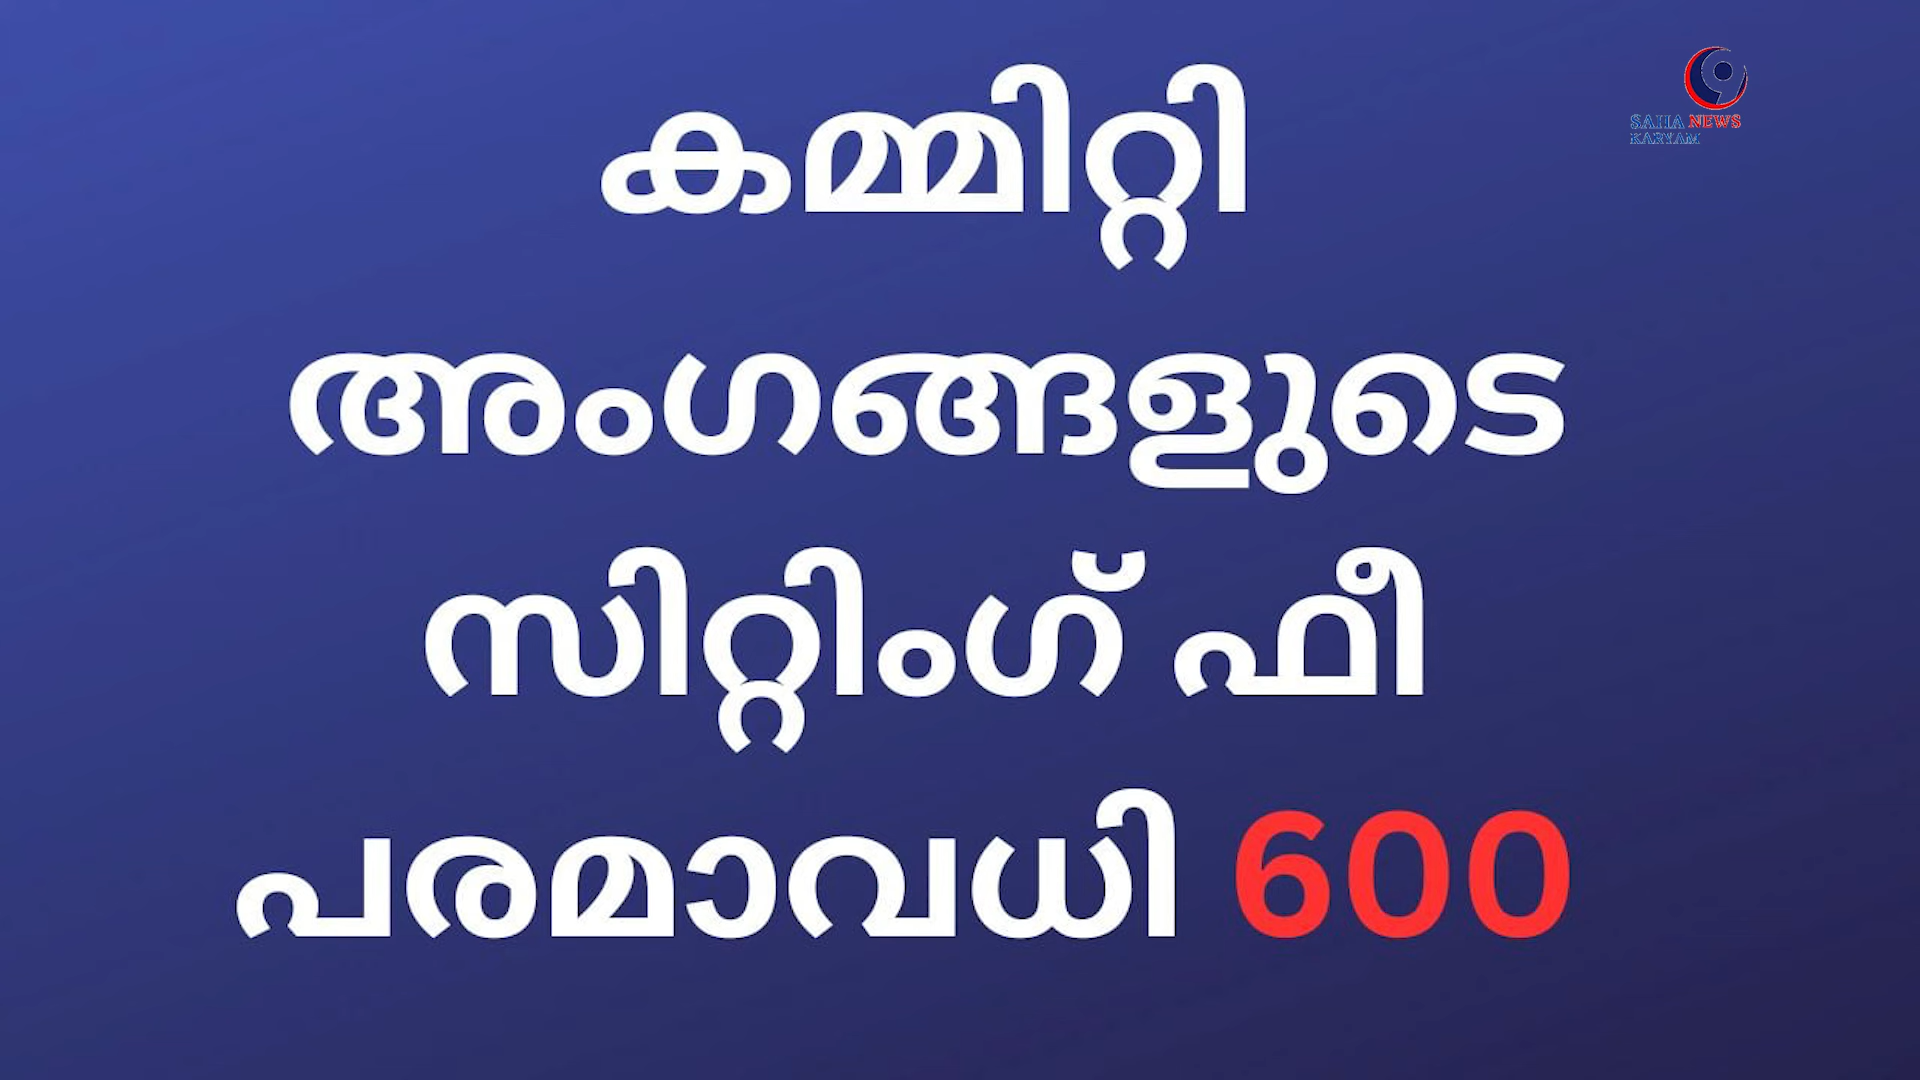 കമ്മിറ്റി
അംഗങ്ങളുടെ
സിറ്റിംഗ് ഫീ
പരമാവധി 600
SAHA NEWS
KARYAM